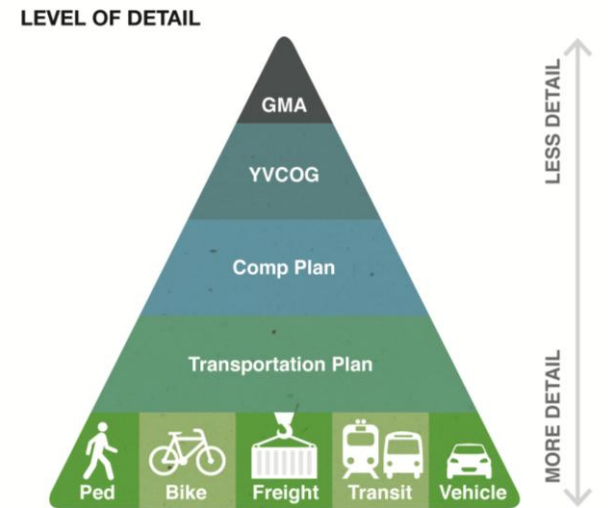 LEVEL OF DETAIL
GMA
YVCOG
Comp Plan
Transportation Plan
Ped Bike Freight Transit Vehicle
LESS DETAIL
MORE DETAIL